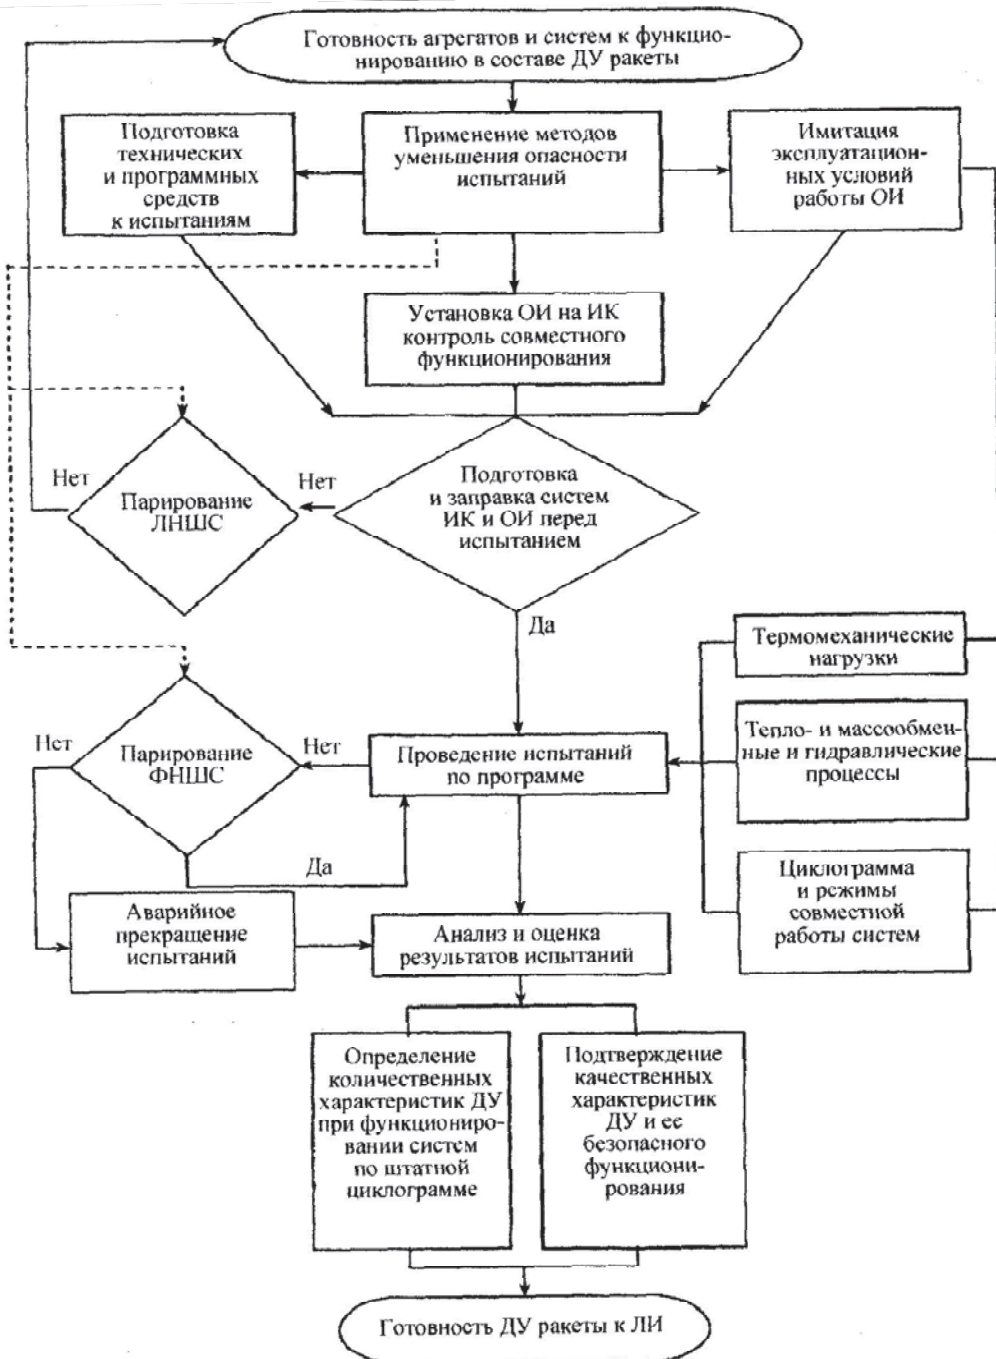 Готовность агрегатов и систем к функцио-
нированию в составе ДУ ракеты
Подготовка
технических
и программных
средств
к испытаниям
Применение методов
уменьшения опасности
испытаний
Имитация
эксплуатацион-
ных условий
работы ОИ
Установка ОИ на ИК
контроль совместного
функционирования
Нет
Парирование
ЛНШС
Нет
Подготовка
и заправка систем
ИК и ОИ перед
испытанием
Да
Термомеханические
нагрузки
Нет
Парирование
ФНШС
Нет
Проведение испытаний
по программе
Тепло- и массообмен-
ные и гидравлические
процессы
Да
Циклограмма
и режимы
совместной
работы систем
Аварийное
прекращение
испытаний
Анализ и оценка
результатов испытаний
Определение
количественных
характеристик ДУ
при функциониро-
вании систем
по штатной
циклограмме
Подтверждение
качественных
характеристик
ДУ и ее
безопасного
функциони-
рования
Готовность ДУ ракеты к ЛИ